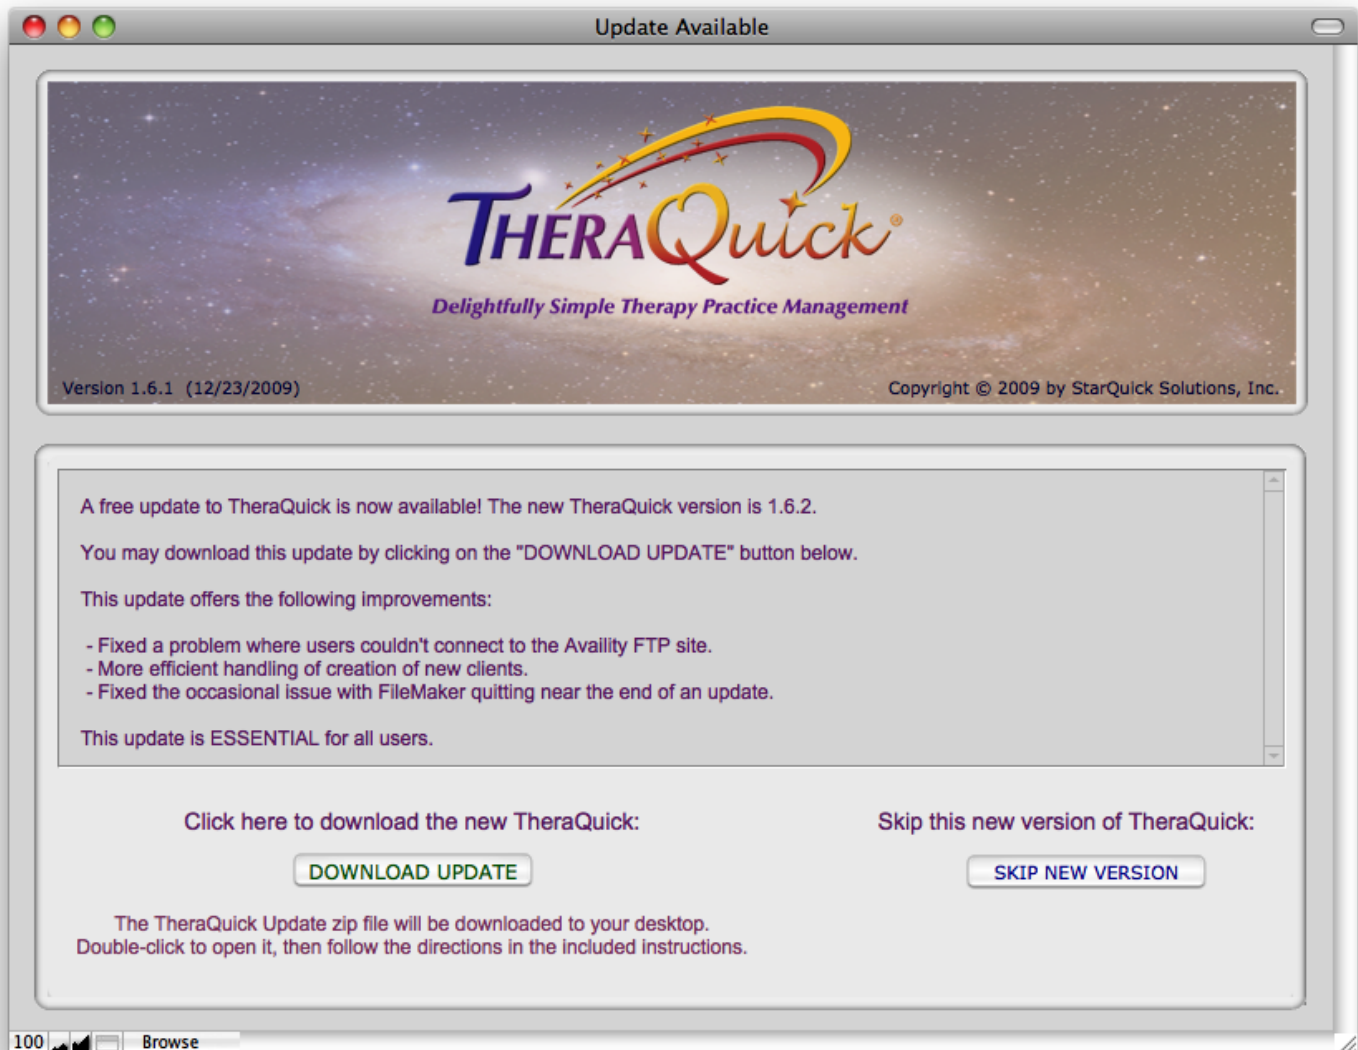 Update Available
THERAQuick®
Delightfully Simple Therapy Practice Management
Version 1.6.1 (12/23/2009)
Copyright © 2009 by StarQuick Solutions, Inc.
A free update to TheraQuick is now available! The new TheraQuick version is 1.6.2.
You may download this update by clicking on the "DOWNLOAD UPDATE" button below.
This update offers the following improvements:
- Fixed a problem where users couldn't connect to the Availity FTP site.
- More efficient handling of creation of new clients.
- Fixed the occasional issue with FileMaker quitting near the end of an update.
This update is ESSENTIAL for all users.
Click here to download the new TheraQuick:
DOWNLOAD UPDATE
The TheraQuick Update zip file will be downloaded to your desktop.
Double-click to open it, then follow the directions in the included instructions.
Skip this new version of TheraQuick:
SKIP NEW VERSION
100
Browse